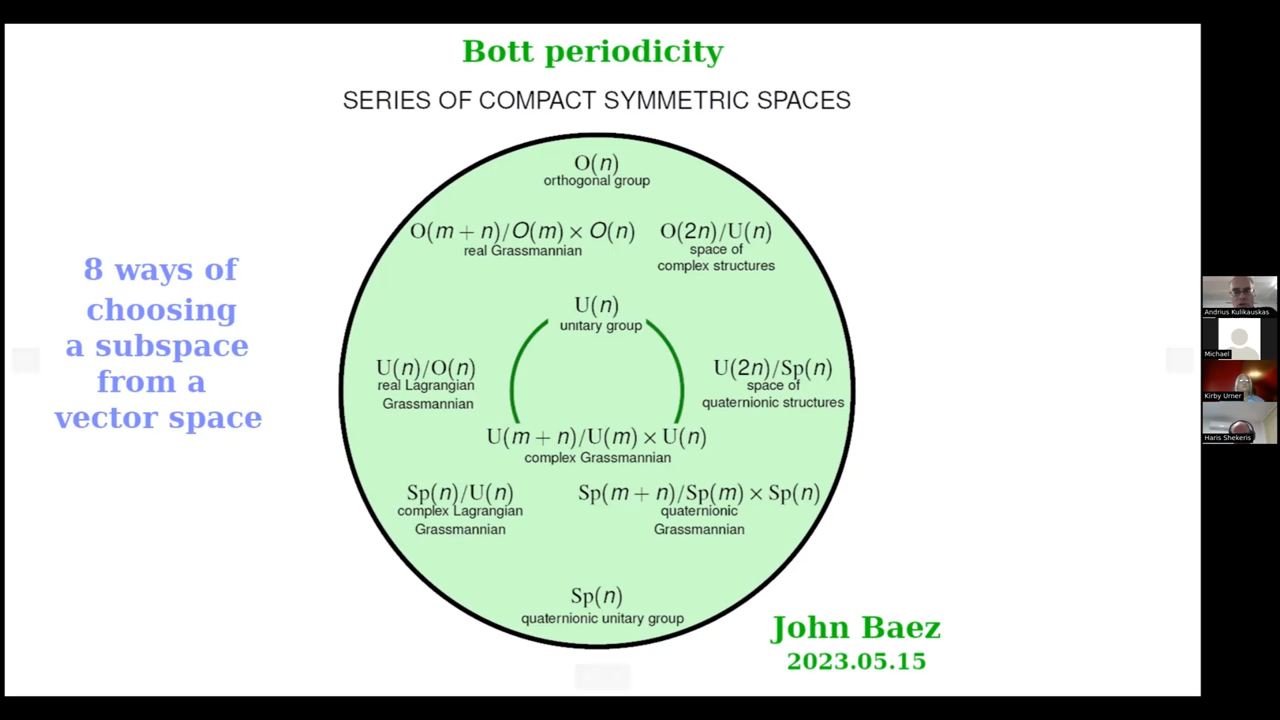 Bott periodicity
SERIES OF COMPACT SYMMETRIC SPACES
O(n)
orthogonal group
O(m + n)/O(m) × O(n)
real Grassmannian
O(2n)/U(n)
space of
complex structures
8 ways of
choosing
a subspace
from a
vector space
U(n)
unitary group
U(n)/O(n)
real Lagrangian
Grassmannian
U(2n)/Sp(n)
space of
quaternionic structures
U(m + n)/U(m) × U(n)
complex Grassmannian
Sp(n)/U(n)
complex Lagrangian
Grassmannian
Sp(m + n)/Sp(m) × Sp(n)
quaternionic
Grassmannian
Sp(n)
quaternionic unitary group
John Baez
2023.05.15
Andrius Kulikauskas
Michael
Kirby Urner
Haris Shekeris